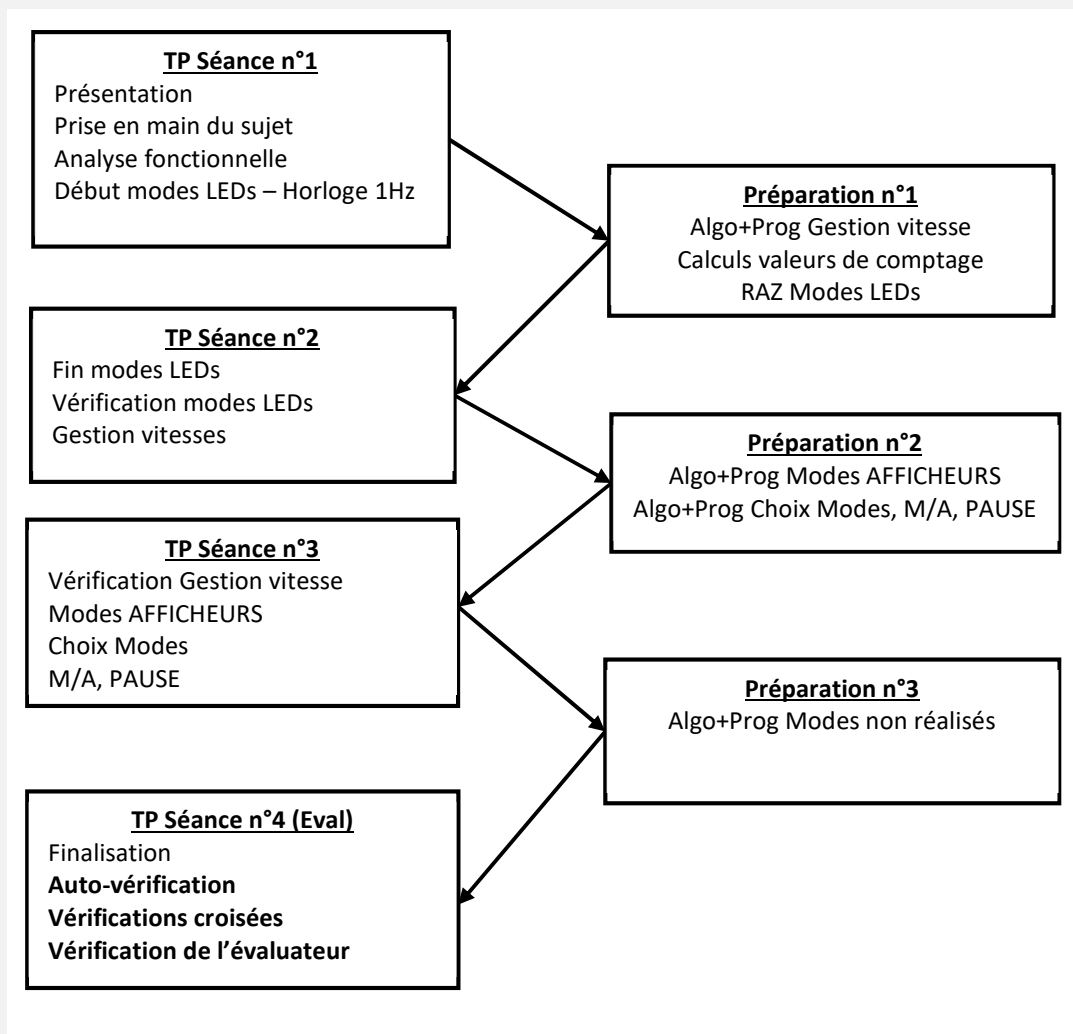 TP Séance n°1
Présentation
Prise en main du sujet
Analyse fonctionnelle
Début modes LEDs – Horloge 1Hz
Préparation n°1
Algo+Prog Gestion vitesse
Calculs valeurs de comptage
RAZ Modes LEDs
TP Séance n°2
Fin modes LEDs
Vérification modes LEDs
Gestion vitesses
Préparation n°2
Algo+Prog Modes AFFICHEURS
Algo+Prog Choix Modes, M/A, PAUSE
TP Séance n°3
Vérification Gestion vitesse
Modes AFFICHEURS
Choix Modes
M/A, PAUSE
Préparation n°3
Algo+Prog Modes non réalisés
TP Séance n°4 (Eval)
Finalisation
Auto-vérification
Vérifications croisées
Vérification de l’évaluateur